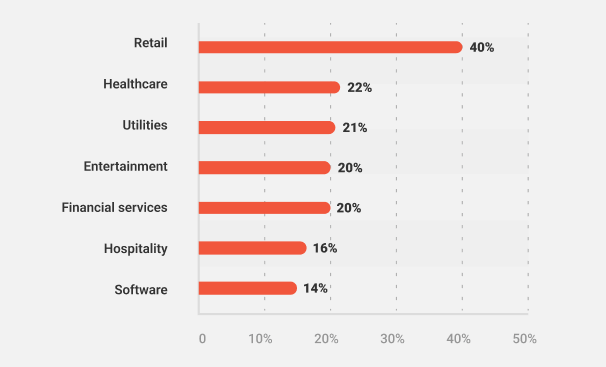 Retail 40%
Healthcare 22%
Utilities 21%
Entertainment 20%
Financial services 20%
Hospitality 16%
Software 14%
0 10% 20% 30% 40% 50%